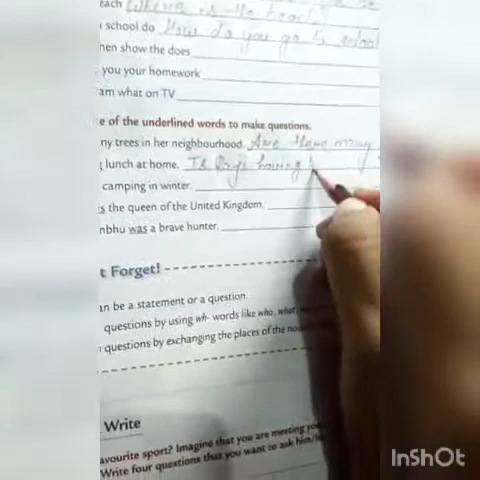 each Where is the
school do How do you go to school
hen show the does
you your homework
am what on TV
e of the underlined words to make questions.
ny trees in her neighbourhood. Are there many
lunch at home. Is having
camping in winter.
s the queen of the United Kingdom.
nbhu was a brave hunter.
t Forget!
an be a statement or a question.
questions by using wh- words like who, what,
questions by exchanging the places of the
Write
avourite sport? Imagine that you are meeting
Write four questions that you want to ask him/
InShOt